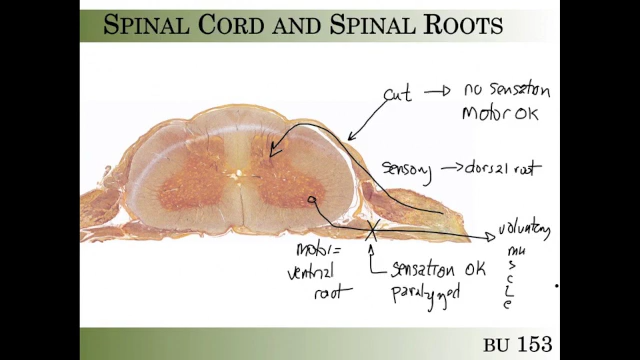 SPINAL CORD AND SPINAL ROOTS
cut → no sensation
Motor OK
sensory → dorsal root
voluntary
mu
s
c
l
e
motor =
ventral
root
sensation OK
paralyzed
BU 153